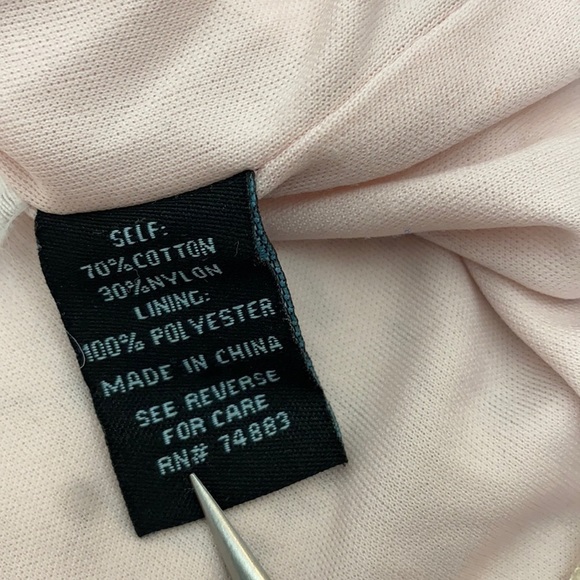 SELF:
70% COTTON
30% NYLON
LINING:
100% POLYESTER
MADE IN CHINA
SEE REVERSE
FOR CARE
RN# 74883